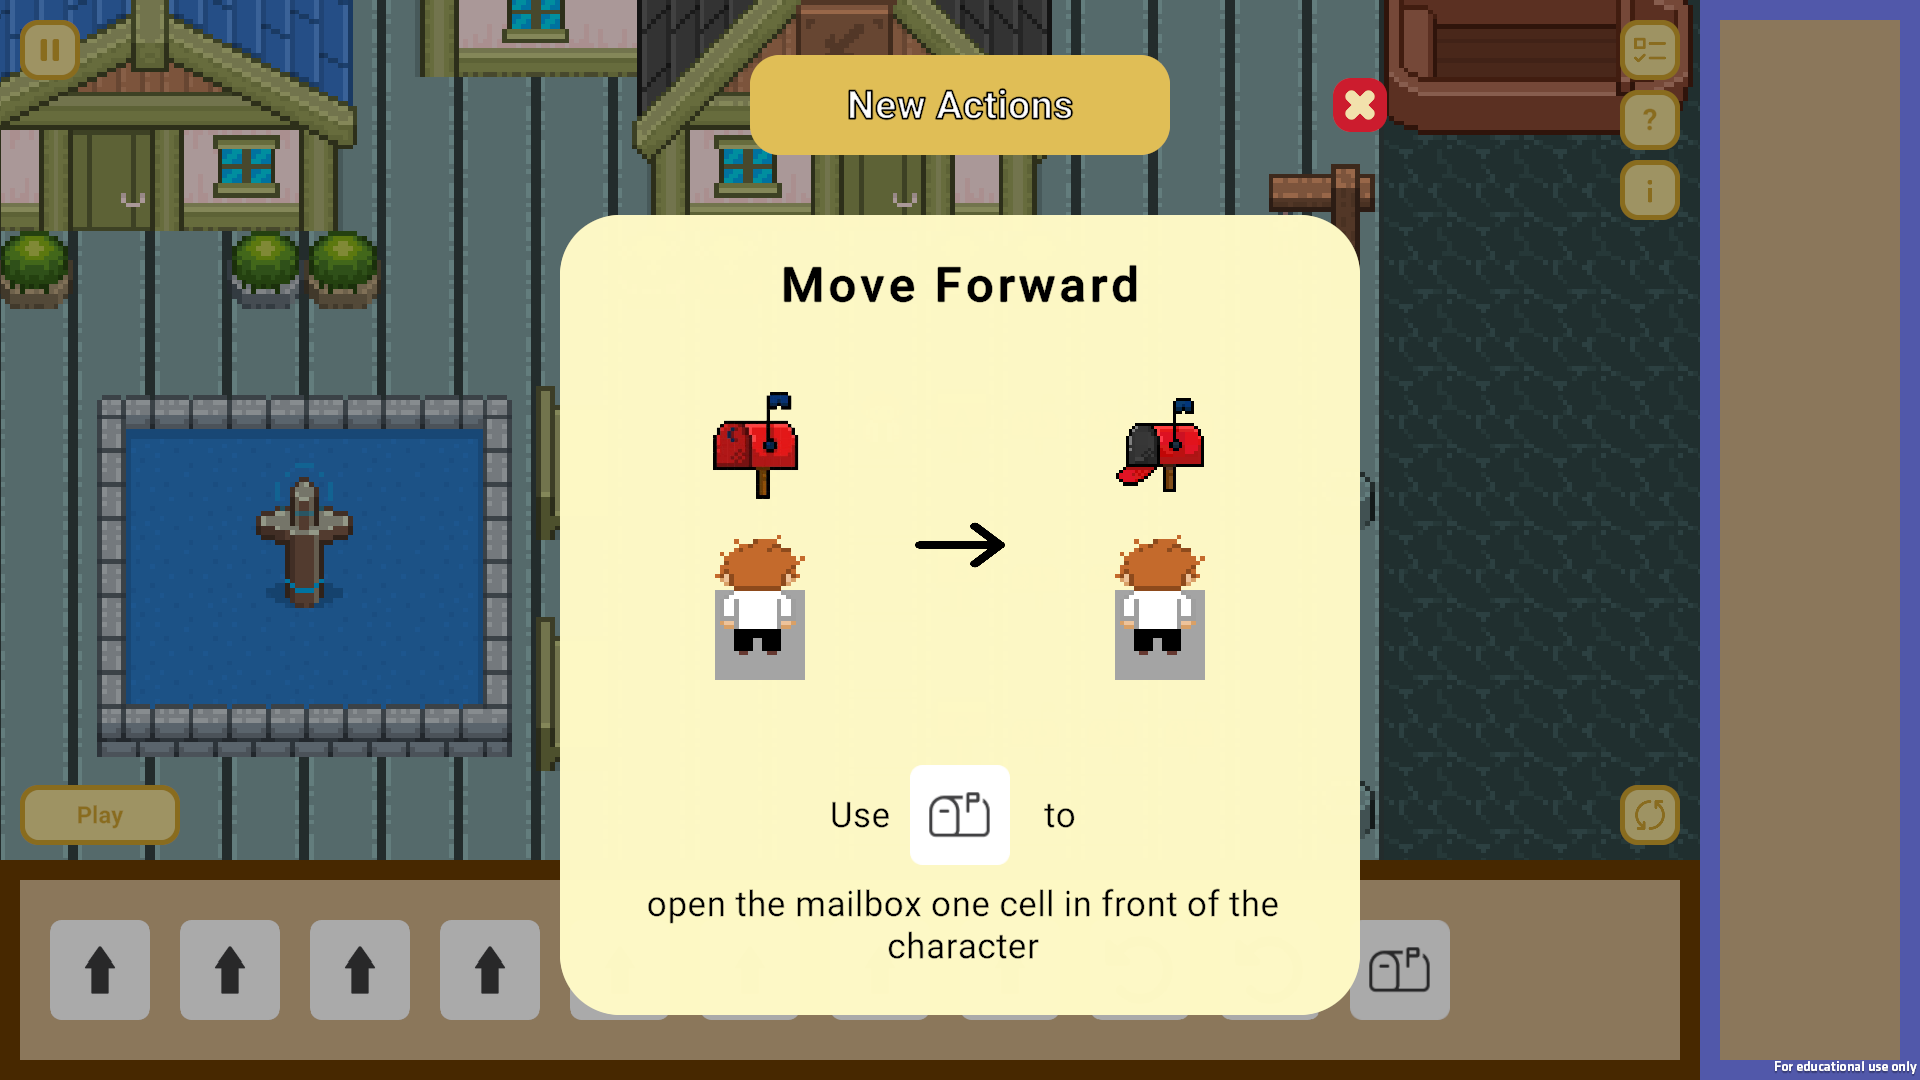 New Actions
?
i
Move Forward
Use to
open the mailbox one cell in front of the
character
Play
For educational use only